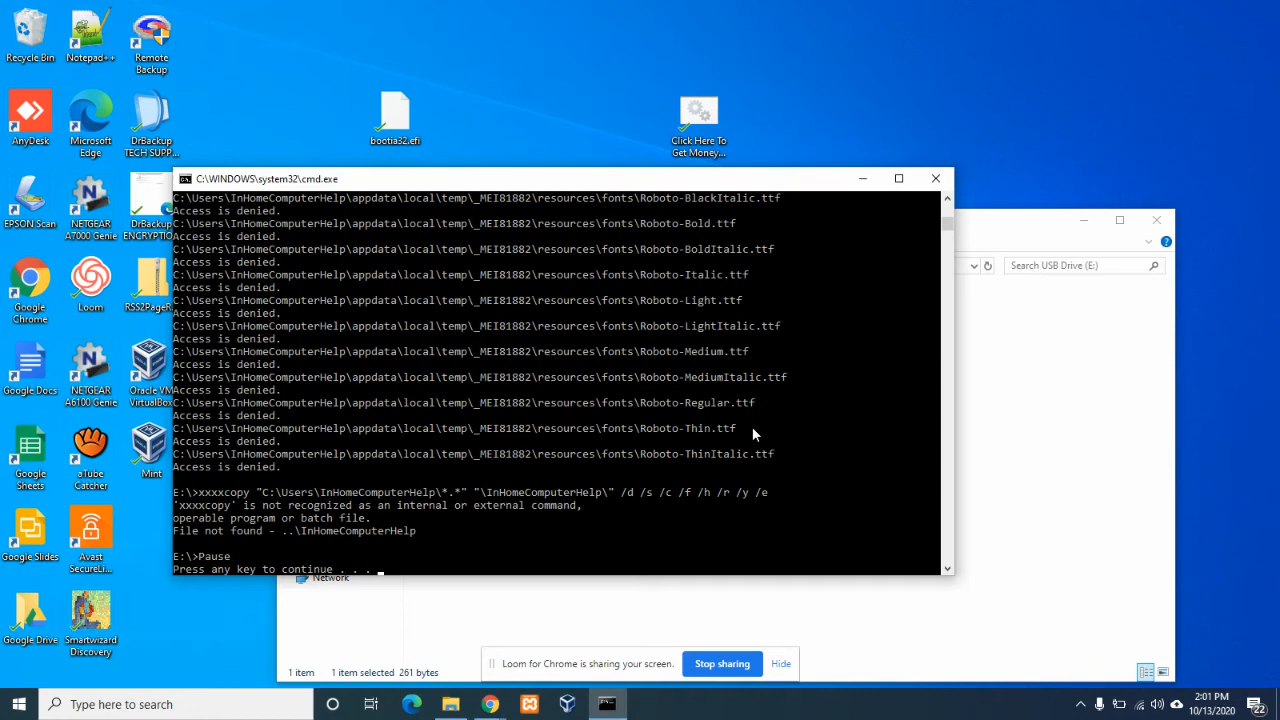 Recycle Bin
Notepad++
Remote
Backup
AnyDesk
Microsoft
Edge
DrBackup
TECH SUPP...
bootia32.efi
Click Here To
Get Money...
EPSON Scan
NETGEAR
A7000 Genie
DrBackup
ENCRYPTIO...
Google
Chrome
Loom
RSS2PageR
Google Docs
NETGEAR
A6100 Genie
Oracle VM
VirtualBox
Google
Sheets
aTube
Catcher
Mint
Google Slides
Avast
SecureLi...
Google Drive
Smartwizard
Discovery
C:\WINDOWS\system32\cmd.exe
C:\Users\InHomeComputerHelp\appdata\local\temp\_MEI81882\resources\fonts\Roboto-BlackItalic.ttf
Access is denied.
C:\Users\InHomeComputerHelp\appdata\local\temp\_MEI81882\resources\fonts\Roboto-Bold.ttf
Access is denied.
C:\Users\InHomeComputerHelp\appdata\local\temp\_MEI81882\resources\fonts\Roboto-BoldItalic.ttf
Access is denied.
C:\Users\InHomeComputerHelp\appdata\local\temp\_MEI81882\resources\fonts\Roboto-Italic.ttf
Access is denied.
C:\Users\InHomeComputerHelp\appdata\local\temp\_MEI81882\resources\fonts\Roboto-Light.ttf
Access is denied.
C:\Users\InHomeComputerHelp\appdata\local\temp\_MEI81882\resources\fonts\Roboto-LightItalic.ttf
Access is denied.
C:\Users\InHomeComputerHelp\appdata\local\temp\_MEI81882\resources\fonts\Roboto-Medium.ttf
Access is denied.
C:\Users\InHomeComputerHelp\appdata\local\temp\_MEI81882\resources\fonts\Roboto-MediumItalic.ttf
Access is denied.
C:\Users\InHomeComputerHelp\appdata\local\temp\_MEI81882\resources\fonts\Roboto-Regular.ttf
Access is denied.
C:\Users\InHomeComputerHelp\appdata\local\temp\_MEI81882\resources\fonts\Roboto-Thin.ttf
Access is denied.
C:\Users\InHomeComputerHelp\appdata\local\temp\_MEI81882\resources\fonts\Roboto-ThinItalic.ttf
Access is denied.
E:\>xxxxcopy "C:\Users\InHomeComputerHelp\*.*" "\InHomeComputerHelp\" /d /s /c /f /h /r /y /e
'xxxxcopy' is not recognized as an internal or external command,
operable program or batch file.
File not found - ..\InHomeComputerHelp
E:\>Pause
Press any key to continue . . .
Search USB Drive (E:)
Network
1 item 1 item selected 261 bytes
Loom for Chrome is sharing your screen. Stop sharing Hide
Type here to search
2:01 PM
10/13/2020
22